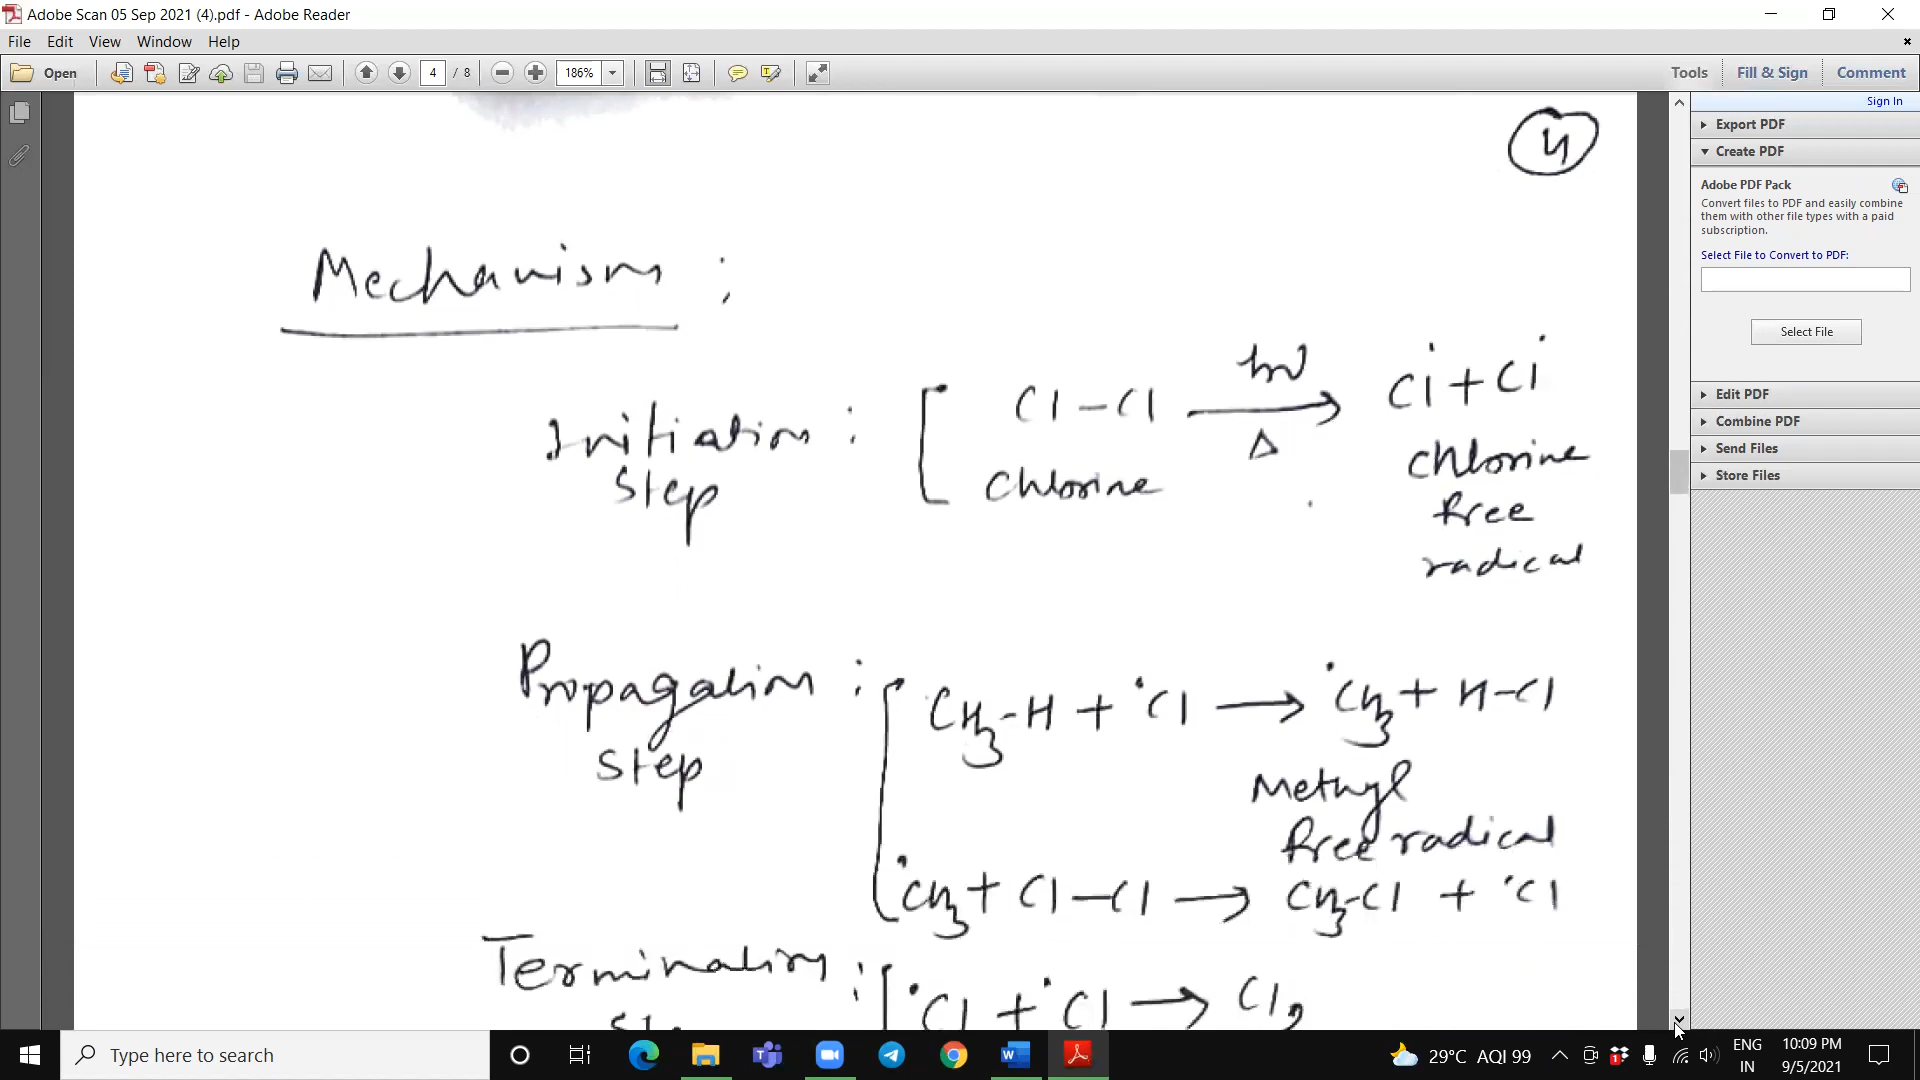 Adobe Scan 05 Sep 2021 (4).pdf - Adobe Reader
File Edit View Window Help
Open 4 / 8 186% Tools Fill & Sign Comment
Sign In
Export PDF
Create PDF
Adobe PDF Pack
Convert files to PDF and easily combine
them with other file types with a paid
subscription.
Select File to Convert to PDF:
Select File
Edit PDF
Combine PDF
Send Files
Store Files
4
Mechanism :
hν
Initiation : Cl – Cl → Cl• + Cl•
Δ
step Chlorine Chlorine
free
radical
Propagation : CH3-H + •Cl → •CH3 + H-Cl
step
Methyl
free radical
•CH3 + Cl – Cl → CH3-Cl + •Cl
Termination : •Cl + •Cl → Cl2
Type here to search
29°C AQI 99
ENG
IN
10:09 PM
9/5/2021